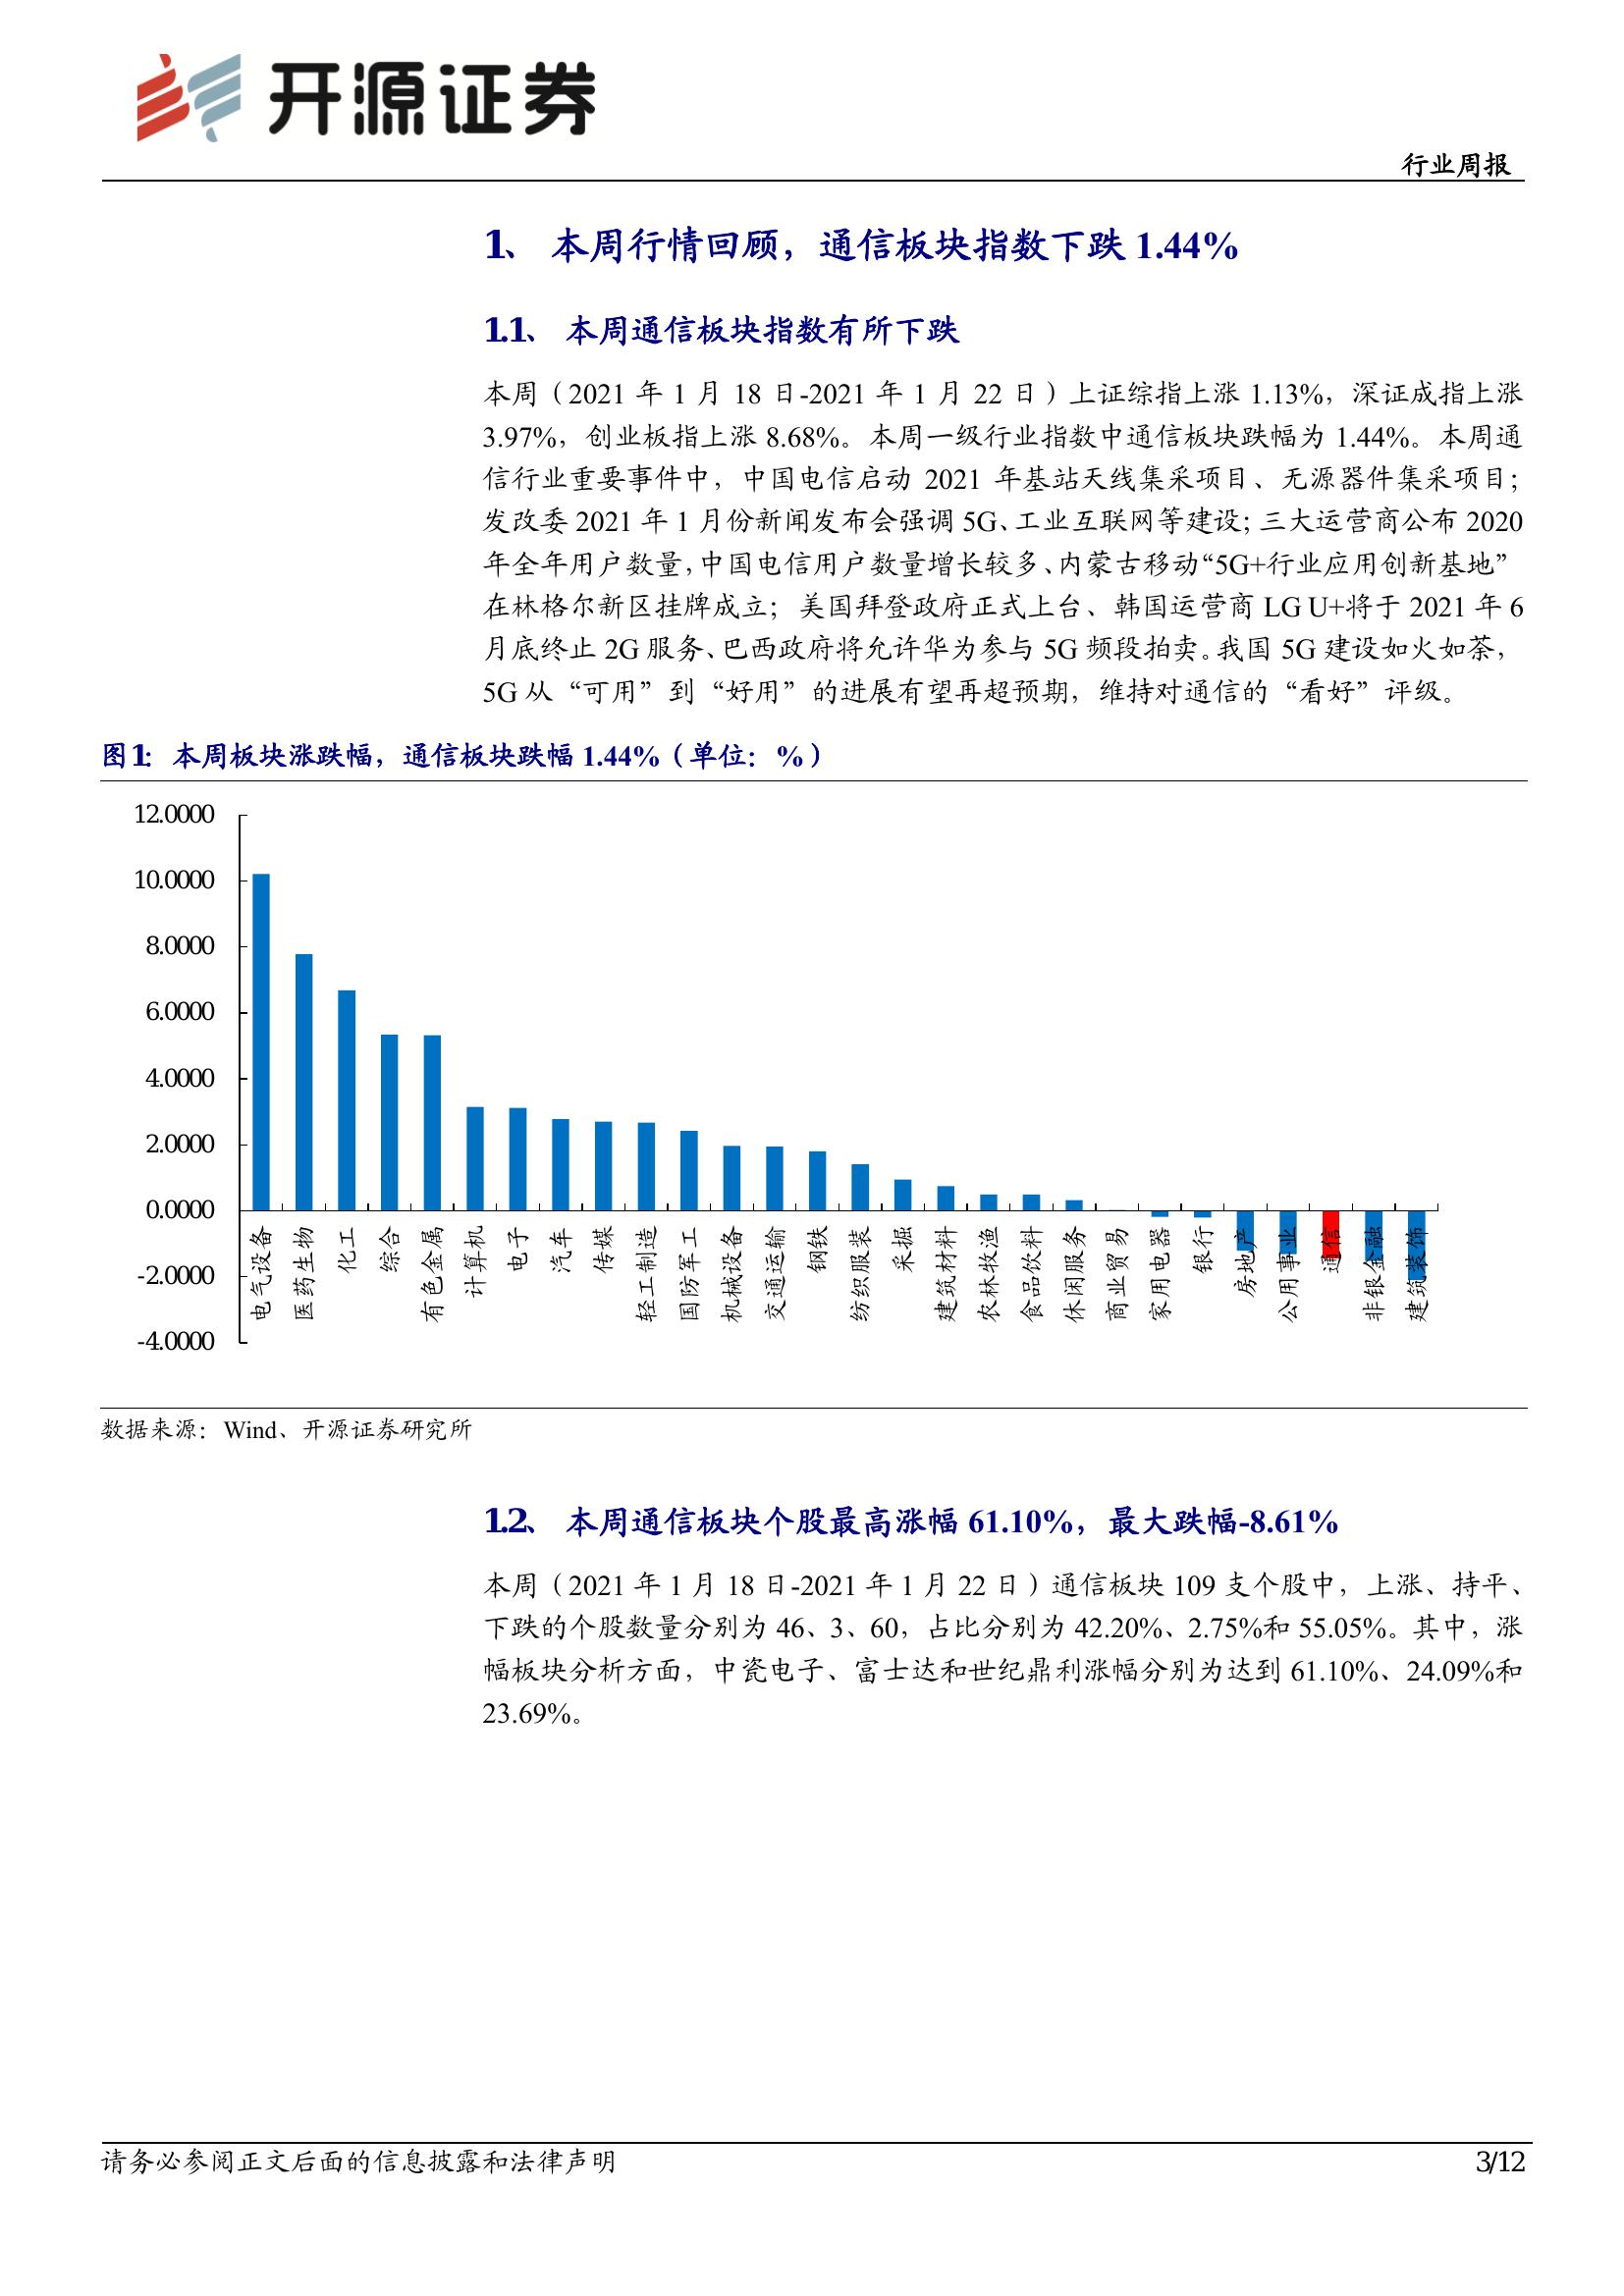 开源证券
行业周报
1、 本周行情回顾，通信板块指数下跌 1.44%
1.1、 本周通信板块指数有所下跌
本周（2021 年 1 月 18 日-2021 年 1 月 22 日）上证综指上涨 1.13%，深证成指上涨
3.97%，创业板指上涨 8.68%。本周一级行业指数中通信板块跌幅为 1.44%。本周通
信行业重要事件中，中国电信启动 2021 年基站天线集采项目、无源器件集采项目；
发改委 2021 年 1 月份新闻发布会强调 5G、工业互联网等建设；三大运营商公布 2020
年全年用户数量，中国电信用户数量增长较多、内蒙古移动“5G+行业应用创新基地”
在林格尔新区挂牌成立；美国拜登政府正式上台、韩国运营商 LG U+将于 2021 年 6
月底终止 2G 服务、巴西政府将允许华为参与 5G 频段拍卖。我国 5G 建设如火如荼，
5G 从“可用”到“好用”的进展有望再超预期，维持对通信的“看好”评级。
图1：本周板块涨跌幅，通信板块跌幅 1.44%（单位：%）
12.0000
10.0000
8.0000
6.0000
4.0000
2.0000
0.0000
-2.0000
-4.0000
电气设备
医药生物
化工
综合
有色金属
计算机
电子
汽车
传媒
轻工制造
国防军工
机械设备
交通运输
钢铁
纺织服装
采掘
建筑材料
农林牧渔
食品饮料
休闲服务
商业贸易
家用电器
银行
房地产
公用事业
通信
非银金融
建筑装饰
数据来源：Wind、开源证券研究所
1.2、 本周通信板块个股最高涨幅 61.10%，最大跌幅-8.61%
本周（2021 年 1 月 18 日-2021 年 1 月 22 日）通信板块 109 支个股中，上涨、持平、
下跌的个股数量分别为 46、3、60，占比分别为 42.20%、2.75%和 55.05%。其中，涨
幅板块分析方面，中瓷电子、富士达和世纪鼎利涨幅分别为达到 61.10%、24.09%和
23.69%。
请务必参阅正文后面的信息披露和法律声明
3/12